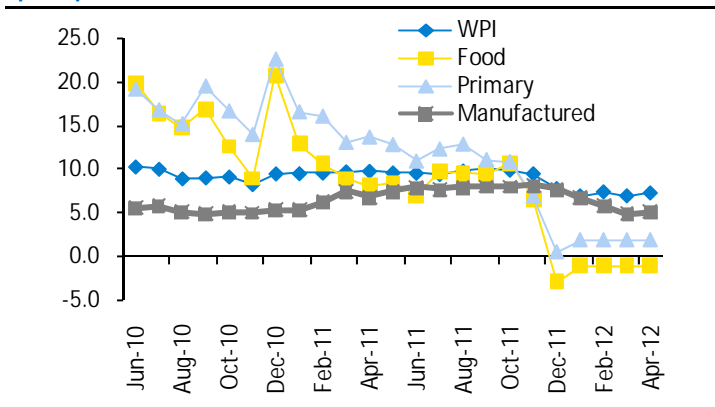 WPI
Food
Primary
Manufactured
25.0
20.0
15.0
10.0
5.0
0.0
-5.0
Jun-10
Aug-10
Oct-10
Dec-10
Feb-11
Apr-11
Jun-11
Aug-11
Oct-11
Dec-11
Feb-12
Apr-12